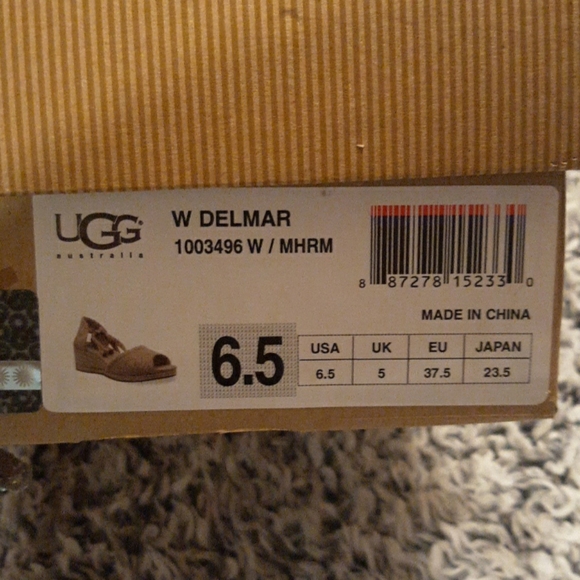 UGG®
australia
W DELMAR
1003496 W / MHRM
8 87278 15233 0
MADE IN CHINA
6.5
USA UK EU JAPAN
6.5 5 37.5 23.5